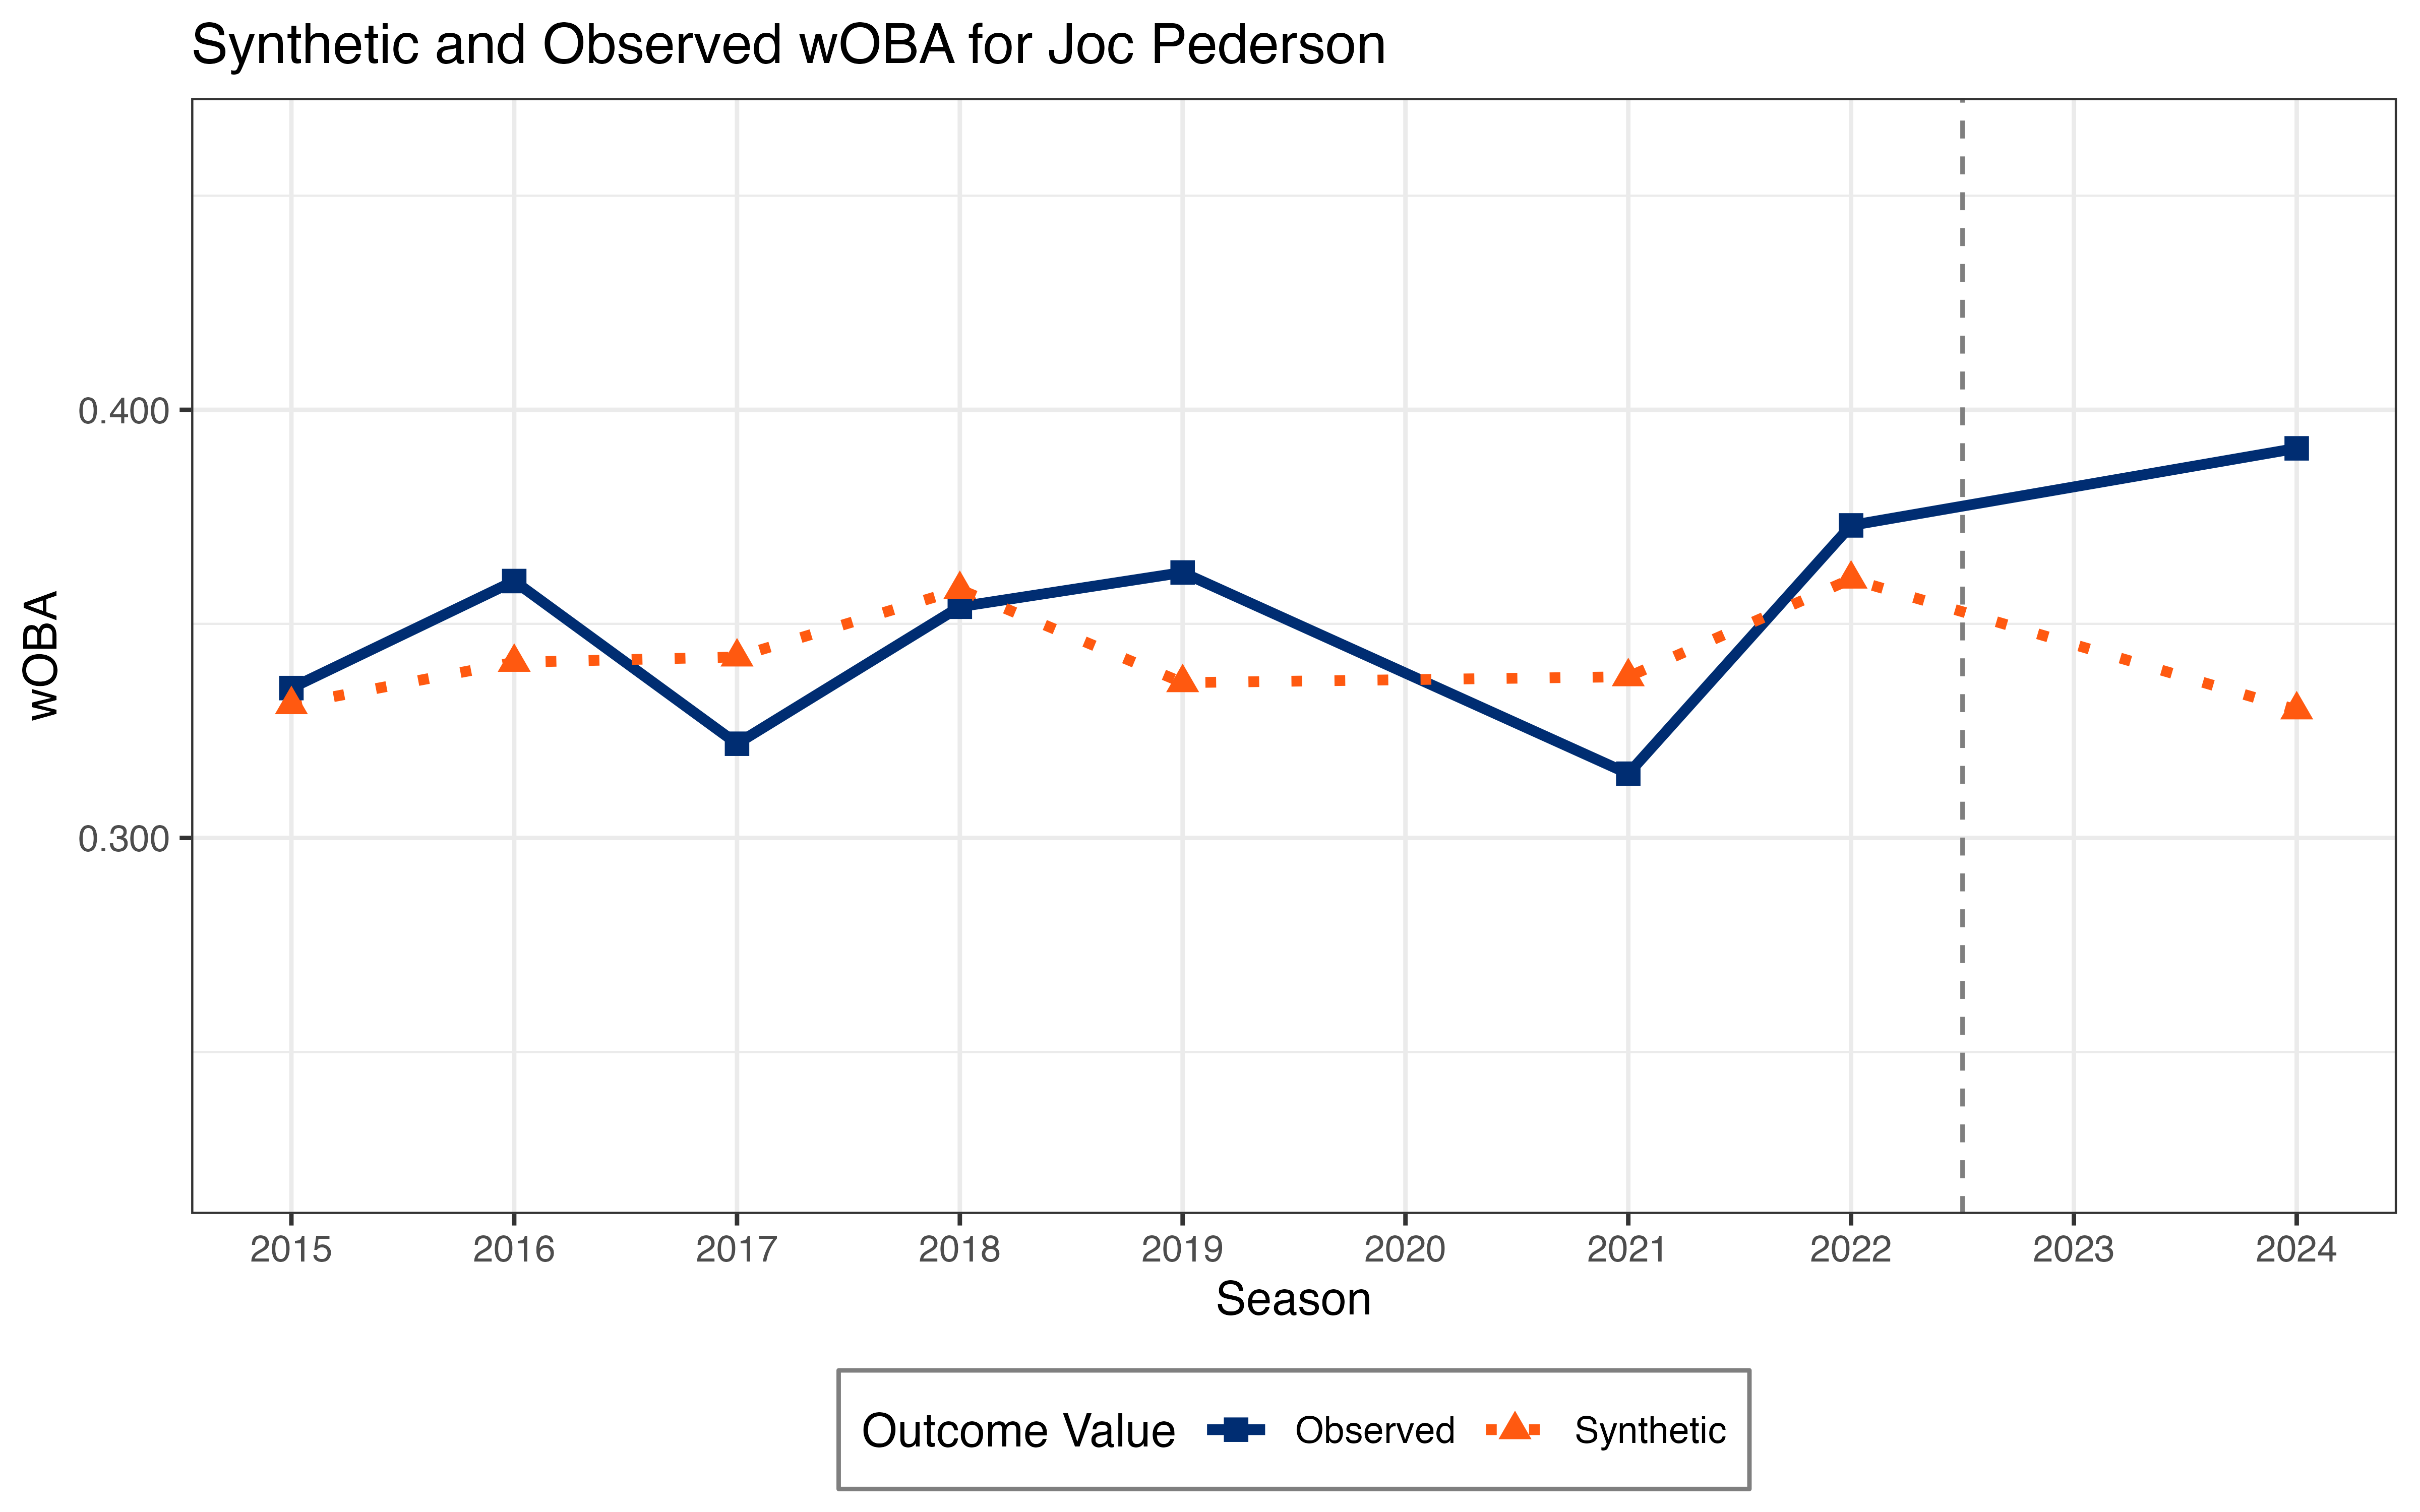 Synthetic and Observed wOBA for Joc Pederson
wOBA
0.400
0.300
2015 2016 2017 2018 2019 2020 2021 2022 2023 2024
Season
Outcome Value Observed Synthetic